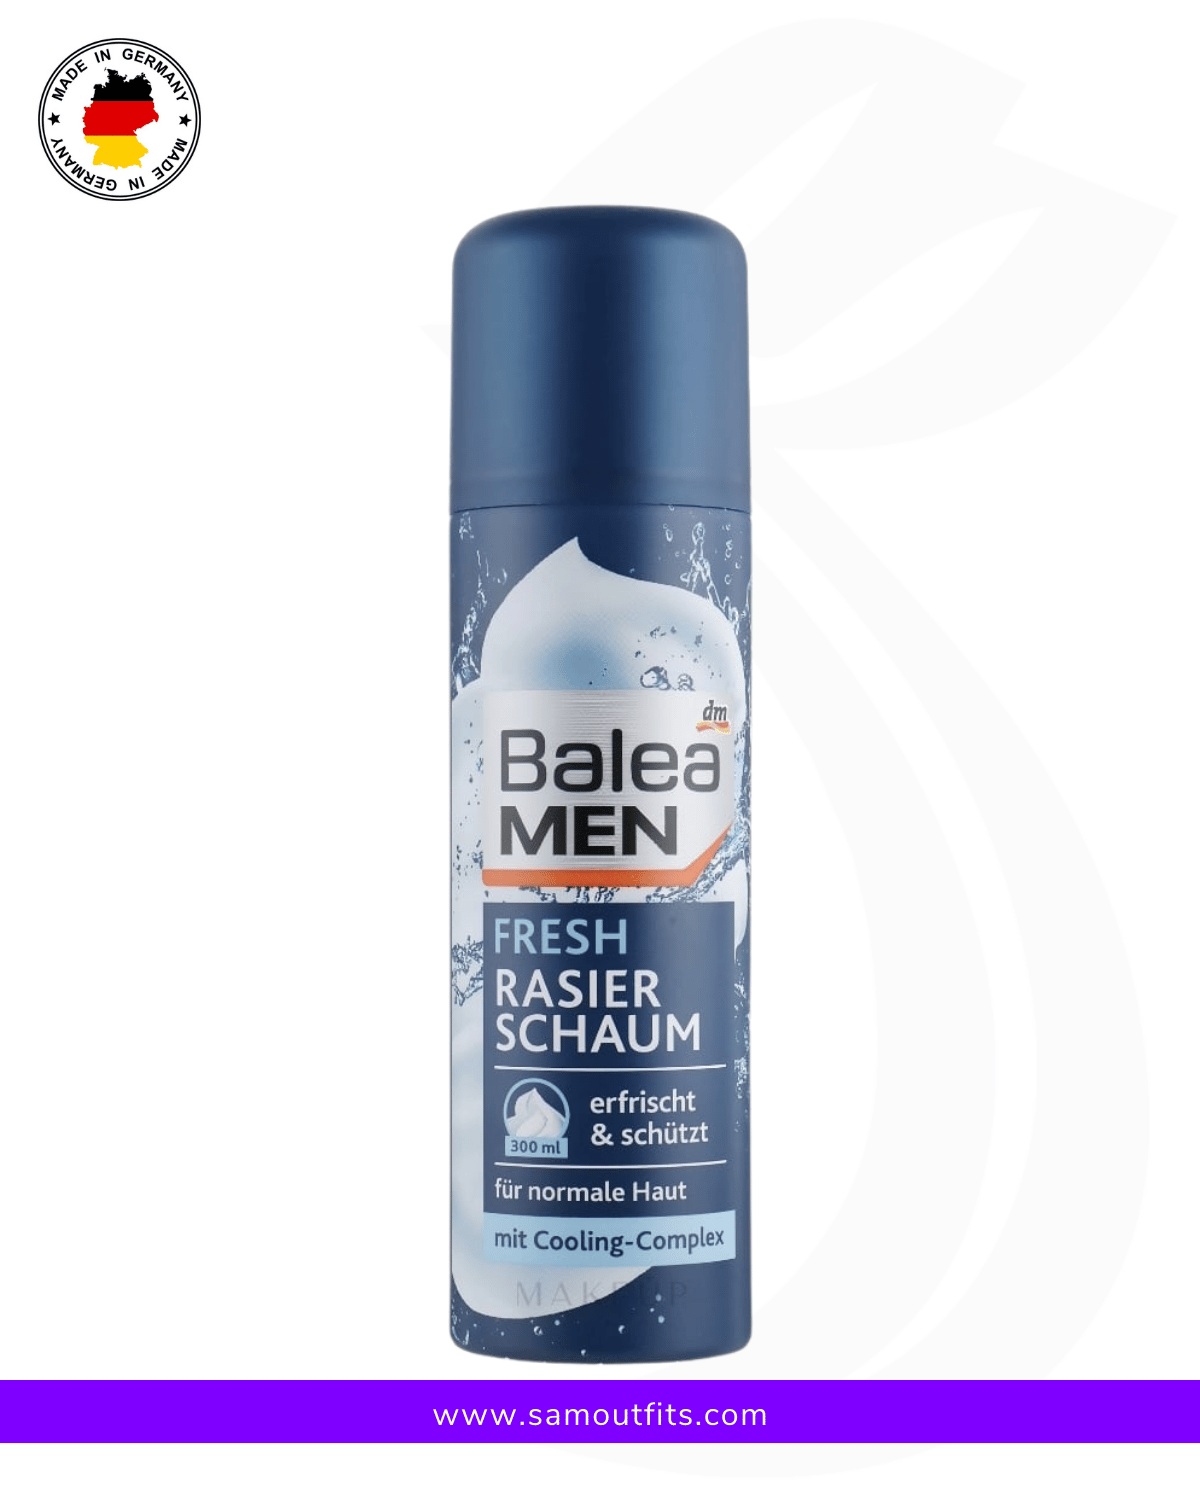 MADE IN GERMANY
MADE IN GERMANY
dm
Balea
MEN
FRESH
RASIER
SCHAUM
erfrischt
& schützt
300 ml
für normale Haut
mit Cooling-Complex
MAKEUP
www.samoutfits.com